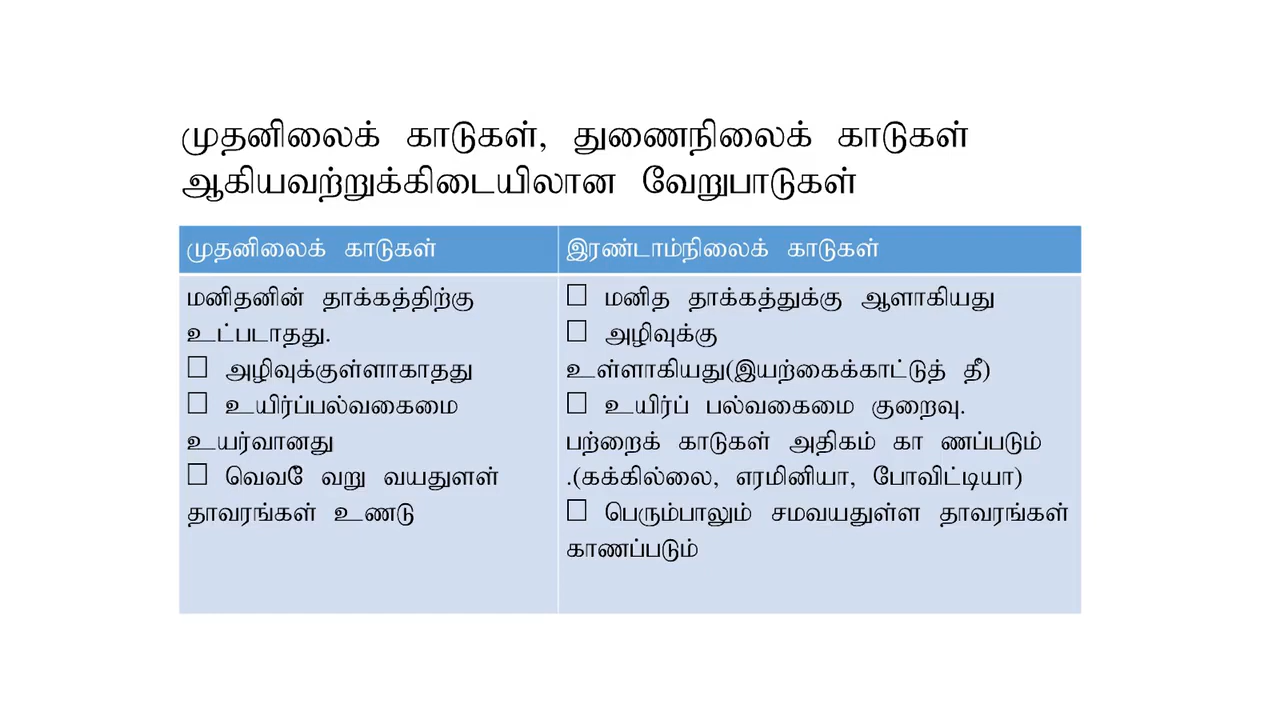 முதனிலைக் காடுகள், துணைநிலைக் காடுகள்
ஆகியவற்றுக்கிடையிலான வேறுபாடுகள்
முதனிலைக் காடுகள்
மனிதனின் தாக்கத்திற்கு
உட்படாதது.
□ அழிவுக்குள்ளாகாதது
□ உயிர்ப்பல்வகைமை
உயர்வானது
□ வெவே வறு வயதுளள்
தாவரங்கள் உணடு
இரண்டாம்நிலைக் காடுகள்
□ மனித தாக்கத்துக்கு ஆளாகியது
□ அழிவுக்கு
உள்ளாகியது(இயற்கைக்காட்டுத் தீ)
□ உயிர்ப் பல்வகைமை குறைவு.
பற்றைக் காடுகள் அதிகம் கா ணப்படும்
.(கக்கில்லை, எரமினியா, போவிட்டியா)
□ பெரும்பாலும் சமவயதுள்ள தாவரங்கள்
காணப்படும்